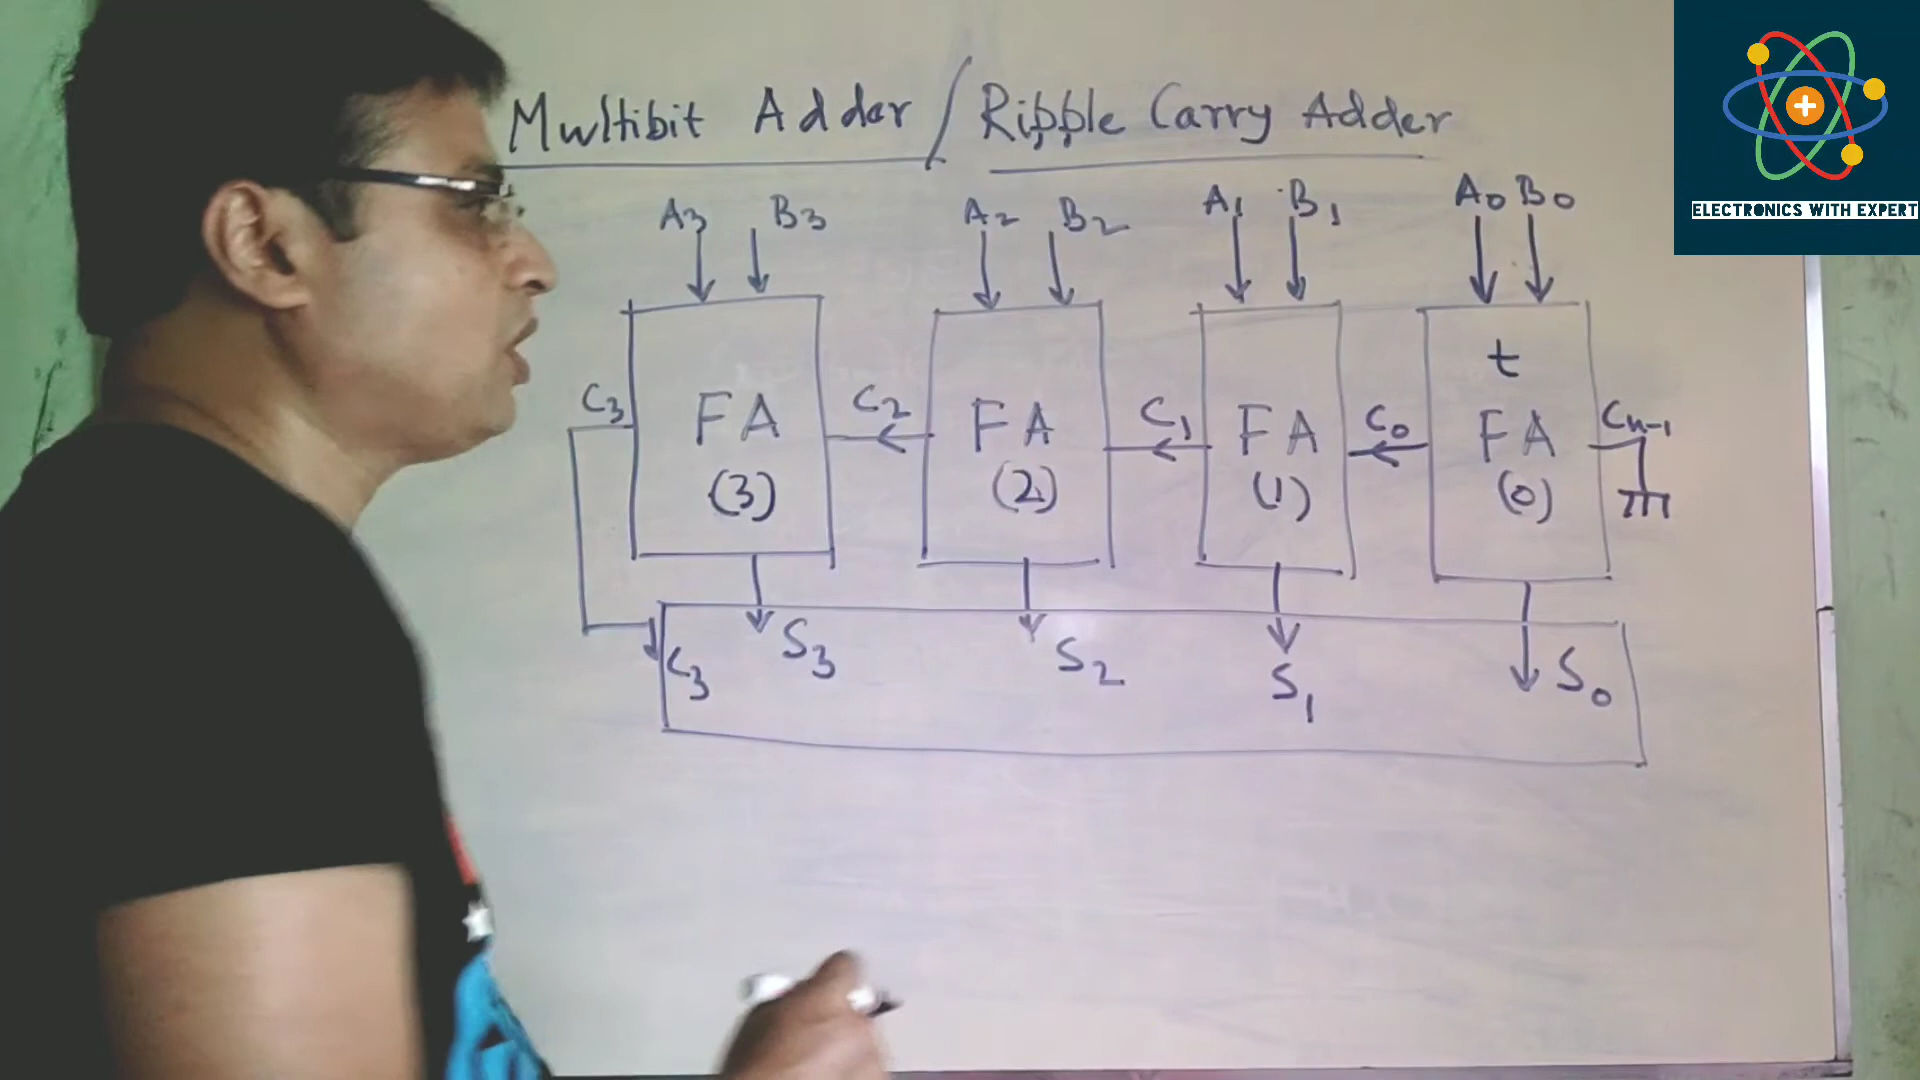 Multibit Adder / Ripple Carry Adder
A3 B3 A2 B2 A1 B1 A0 B0
ELECTRONICS WITH EXPERT
t
C3 FA C2 FA C1 FA C0 FA Cn-1
(3) (2) (1) (0)
C3 S3 S2 S1 S0